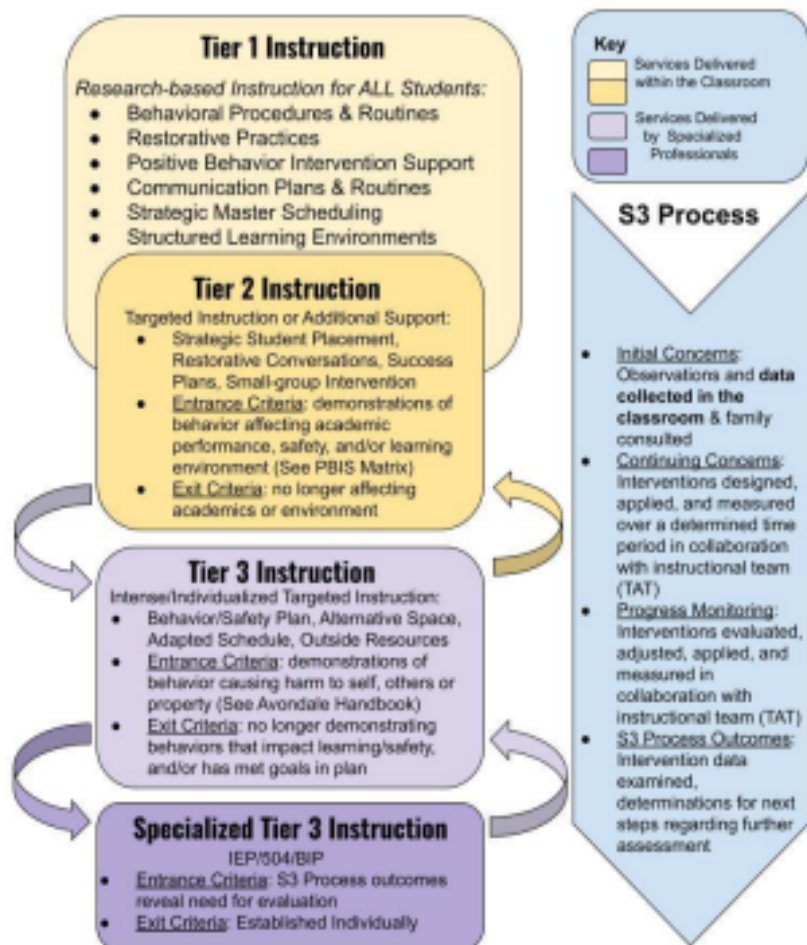 Tier 1 Instruction
Research-based Instruction for ALL Students:
● Behavioral Procedures & Routines
● Restorative Practices
● Positive Behavior Intervention Support
● Communication Plans & Routines
● Strategic Master Scheduling
● Structured Learning Environments
Tier 2 Instruction
Targeted Instruction or Additional Support:
● Strategic Student Placement,
Restorative Conversations, Success
Plans, Small-group Intervention
● Entrance Criteria: demonstrations of
behavior affecting academic
performance, safety, and/or learning
environment (See PBIS Matrix)
● Exit Criteria: no longer affecting
academics or environment
Tier 3 Instruction
Intense/Individualized Targeted Instruction:
● Behavior/Safety Plan, Alternative Space,
Adapted Schedule, Outside Resources
● Entrance Criteria: demonstrations of
behavior causing harm to self, others or
property (See Avondale Handbook)
● Exit Criteria: no longer demonstrating
behaviors that impact learning/safety,
and/or has met goals in plan
Specialized Tier 3 Instruction
IEP/504/BIP
● Entrance Criteria: S3 Process outcomes
reveal need for evaluation
● Exit Criteria: Established Individually
Key
Services Delivered
within the Classroom
Services Delivered
by Specialized
Professionals
S3 Process
● Initial Concerns:
Observations and data
collected in the
classroom & family
consulted
● Continuing Concerns:
Interventions designed,
applied, and measured
over a determined time
period in collaboration
with instructional team
(TAT)
● Progress Monitoring:
Interventions evaluated,
adjusted, applied, and
measured in
collaboration with
instructional team (TAT)
● S3 Process Outcomes:
Intervention data
examined,
determinations for next
steps regarding further
assessment